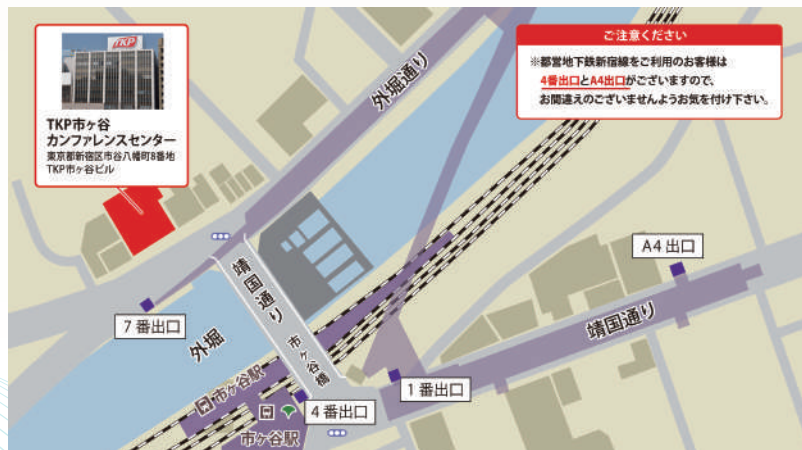 TKP
TKP市ヶ谷
カンファレンスセンター
東京都新宿区市谷八幡町8番地
TKP市ヶ谷ビル
ご注意ください
※都営地下鉄新宿線をご利用のお客様は
4番出口とA4出口がございますので、
お間違えのございませんようお気を付け下さい。
外堀通り
A4 出口
靖国通り
靖国通り
7 番出口
外堀
市ヶ谷橋
市ヶ谷駅
1 番出口
4 番出口
市ヶ谷駅